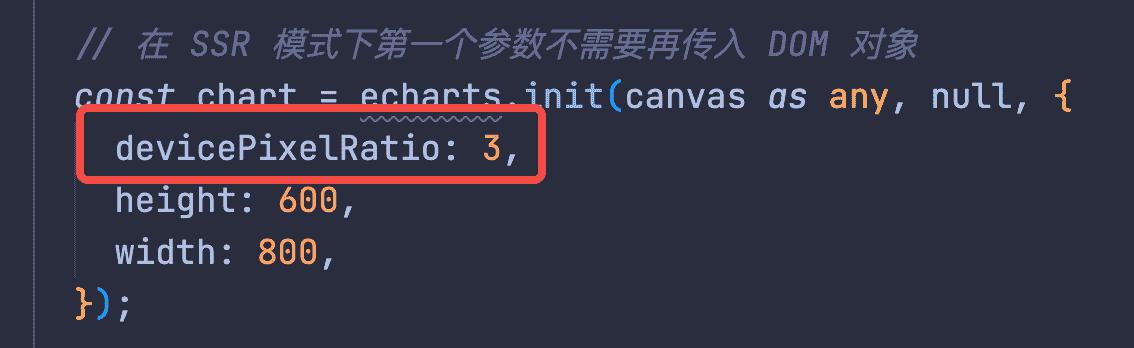 // 在 SSR 模式下第一个参数不需要再传入 DOM 对象
const chart = echarts.init(canvas as any, null, {
devicePixelRatio: 3,
height: 600,
width: 800,
});